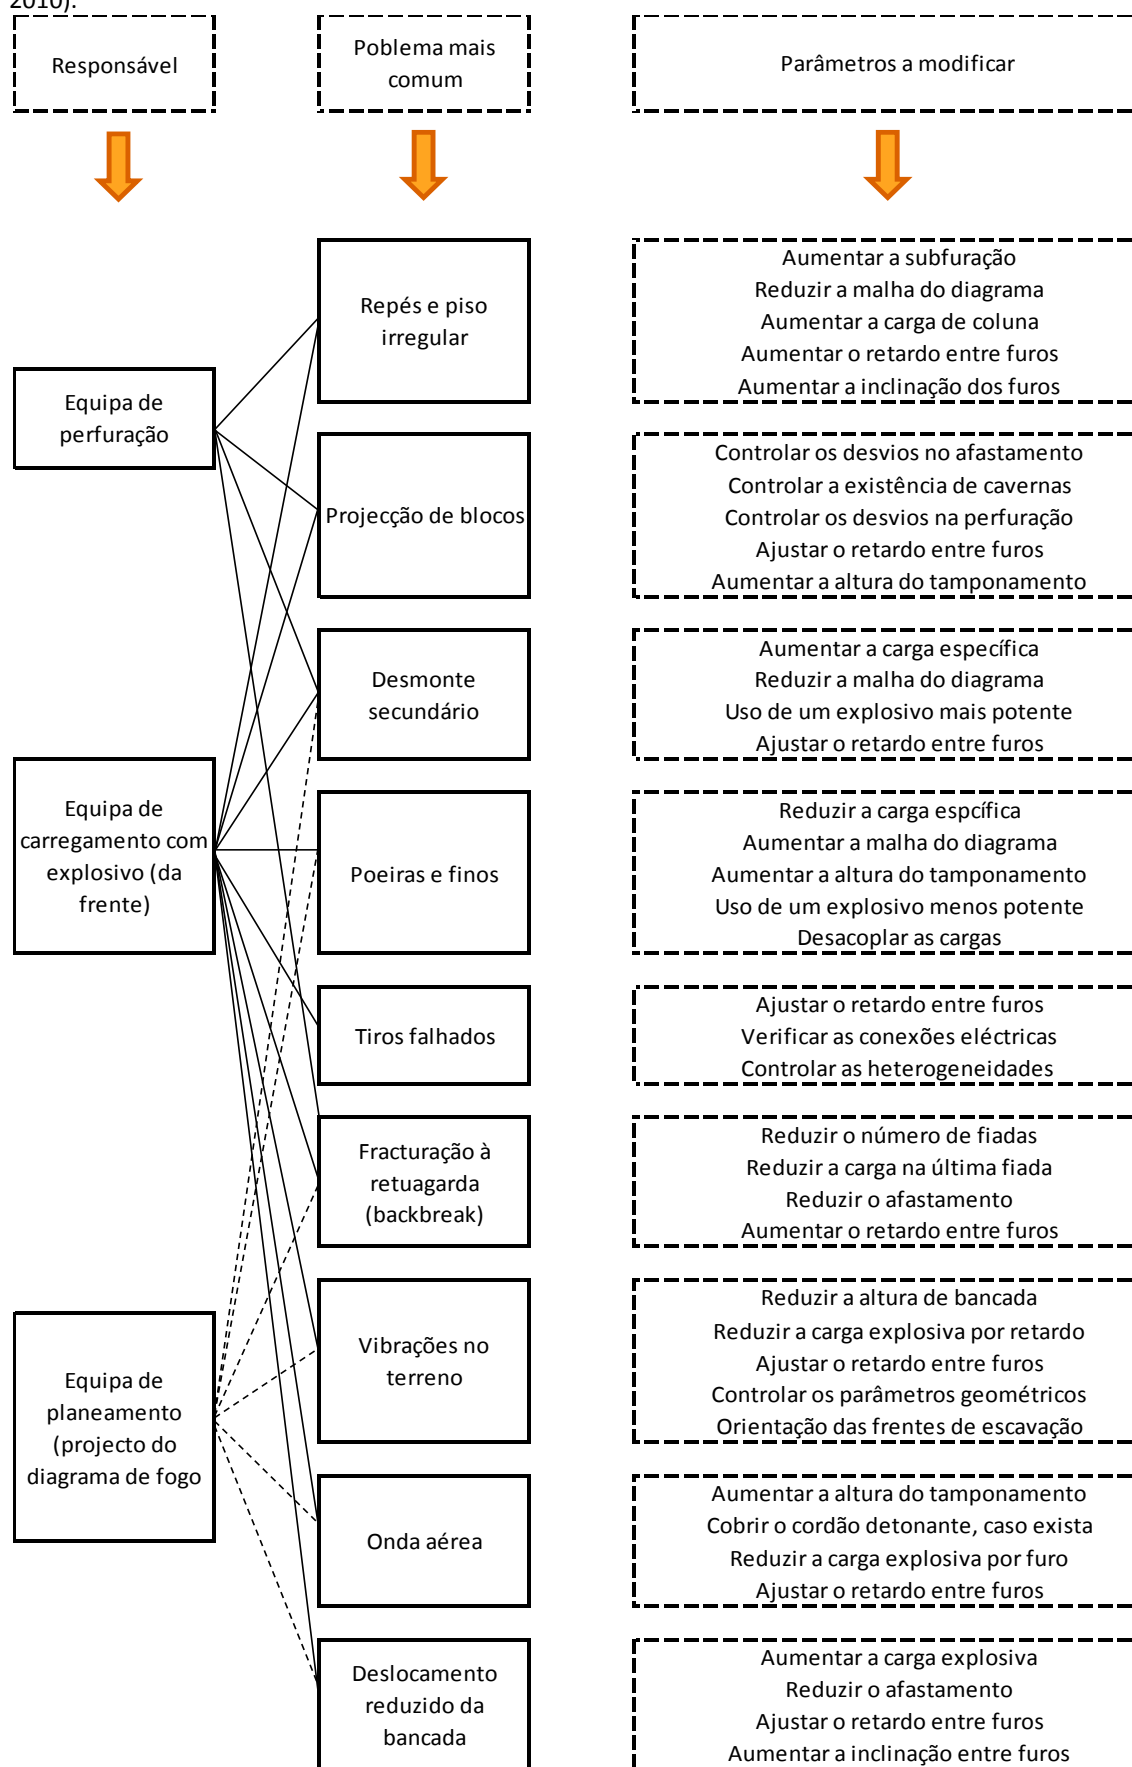 2010).
Responsável
Poblema mais
comum
Parâmetros a modificar
Repés e piso
irregular
Aumentar a subfuração
Reduzir a malha do diagrama
Aumentar a carga de coluna
Aumentar o retardo entre furos
Aumentar a inclinação dos furos
Equipa de
perfuração
Projecção de blocos
Controlar os desvios no afastamento
Controlar a existência de cavernas
Controlar os desvios na perfuração
Ajustar o retardo entre furos
Aumentar a altura do tamponamento
Desmonte
secundário
Aumentar a carga específica
Reduzir a malha do diagrama
Uso de um explosivo mais potente
Ajustar o retardo entre furos
Equipa de
carregamento com
explosivo (da
frente)
Poeiras e finos
Reduzir a carga espcífica
Aumentar a malha do diagrama
Aumentar a altura do tamponamento
Uso de um explosivo menos potente
Desacoplar as cargas
Tiros falhados
Ajustar o retardo entre furos
Verificar as conexões eléctricas
Controlar as heterogeneidades
Fracturação à
retuagarda
(backbreak)
Reduzir o número de fiadas
Reduzir a carga na última fiada
Reduzir o afastamento
Aumentar o retardo entre furos
Vibrações no
terreno
Reduzir a altura de bancada
Reduzir a carga explosiva por retardo
Ajustar o retardo entre furos
Controlar os parâmetros geométricos
Orientação das frentes de escavação
Equipa de
planeamento
(projecto do
diagrama de fogo
Onda aérea
Aumentar a altura do tamponamento
Cobrir o cordão detonante, caso exista
Reduzir a carga explosiva por furo
Ajustar o retardo entre furos
Deslocamento
reduzido da
bancada
Aumentar a carga explosiva
Reduzir o afastamento
Ajustar o retardo entre furos
Aumentar a inclinação entre furos